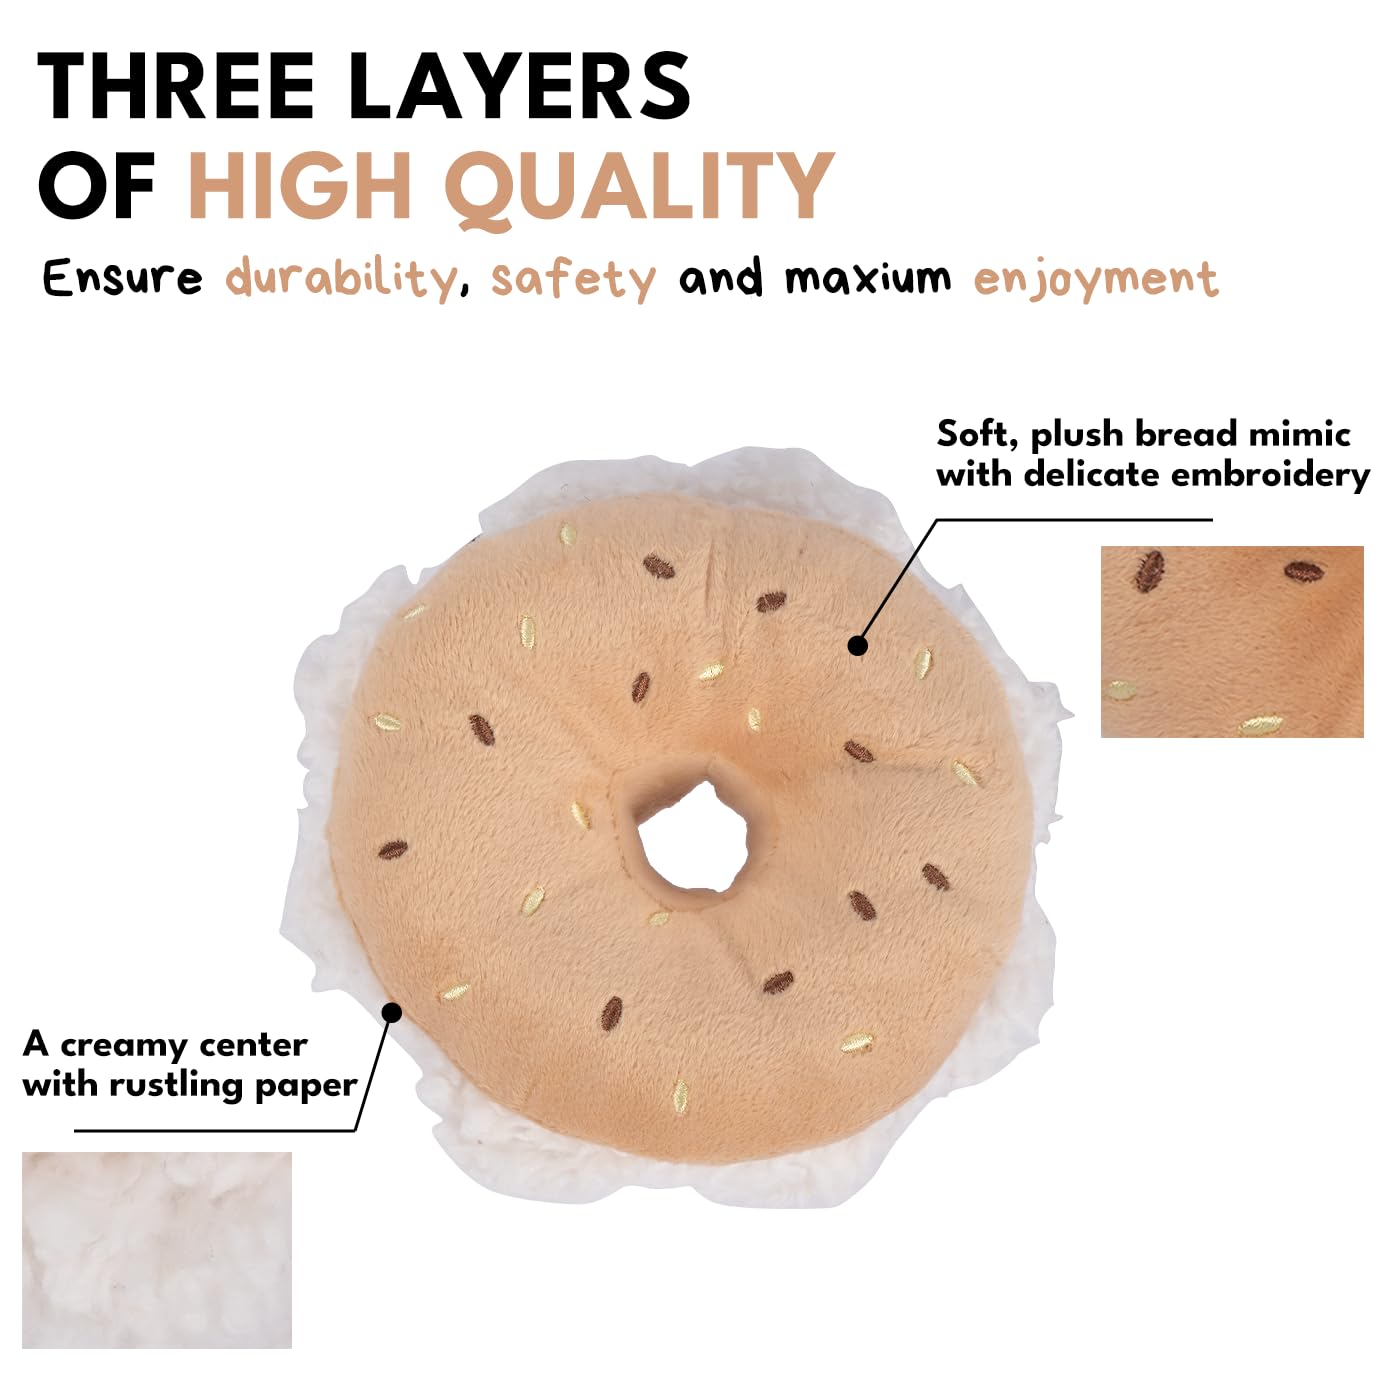 THREE LAYERS
OF HIGH QUALITY
Ensure durability, safety and maxium enjoyment
Soft, plush bread mimic
with delicate embroidery
A creamy center
with rustling paper